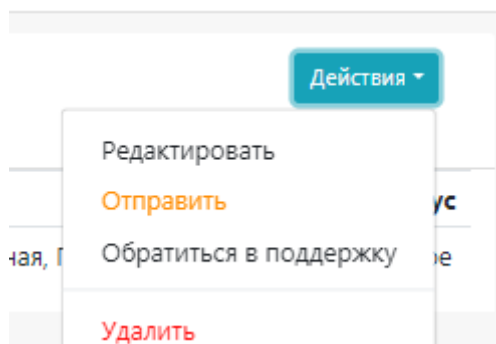 Действия
Редактировать
Отправить
Обратиться в поддержку
Удалить